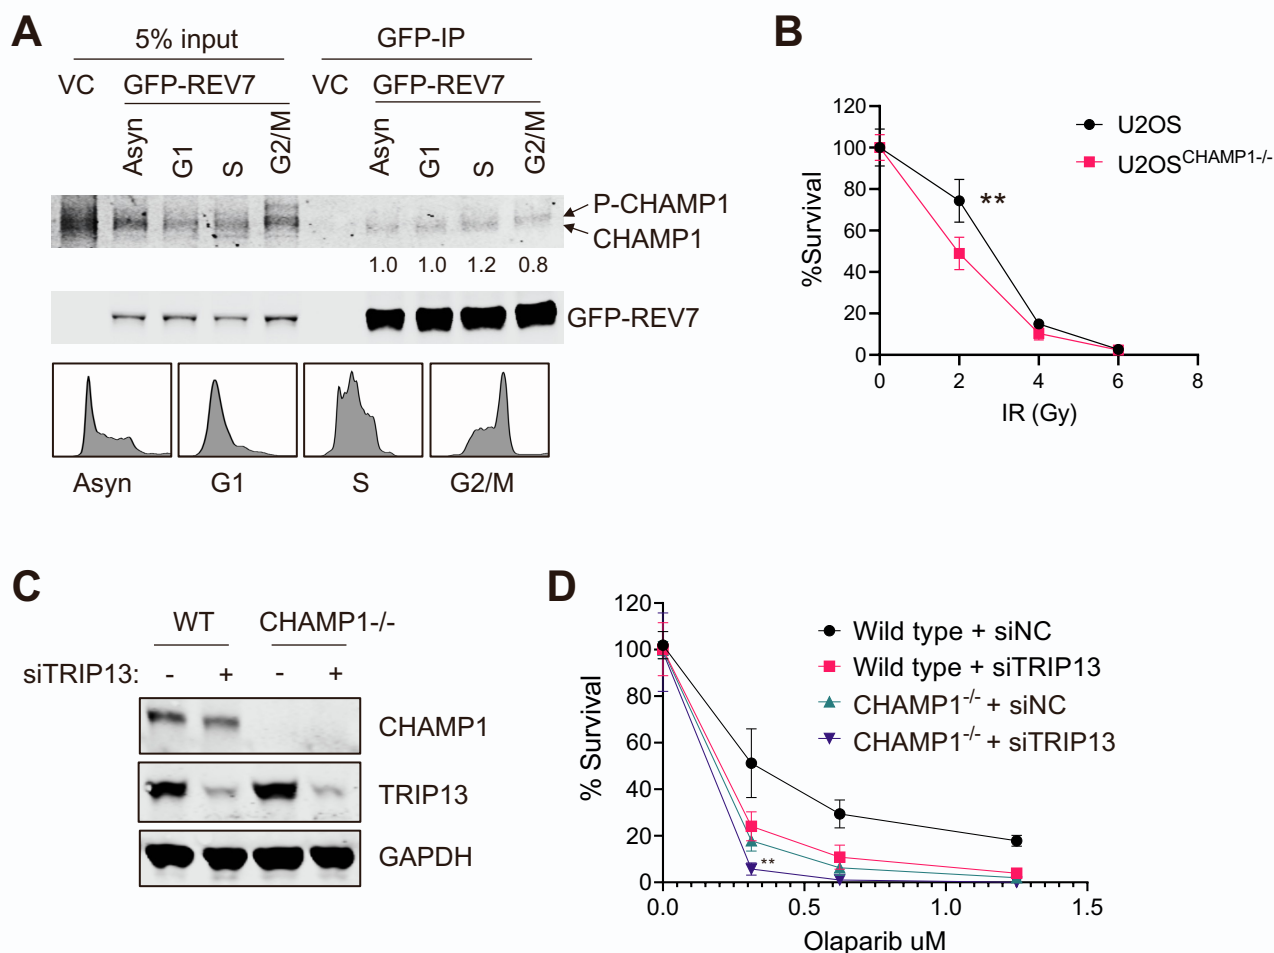 A
5% input
GFP-IP
VC
GFP-REV7
VC
GFP-REV7
Asyn
G1
S
G2/M
Asyn
G1
S
G2/M
P-CHAMP1
CHAMP1
1.0
1.0
1.2
0.8
GFP-REV7
Asyn
G1
S
G2/M
B
120
100
80
60
40
20
0
%Survival
0
2
4
6
8
IR (Gy)
U2OS
U2OSCHAMP1-/-
**
C
WT
CHAMP1-/-
siTRIP13:
-
+
-
+
CHAMP1
TRIP13
GAPDH
D
120
100
80
60
40
20
0
% Survival
0.0
0.5
1.0
1.5
Olaparib uM
Wild type + siNC
Wild type + siTRIP13
CHAMP1-/- + siNC
CHAMP1-/- + siTRIP13
**